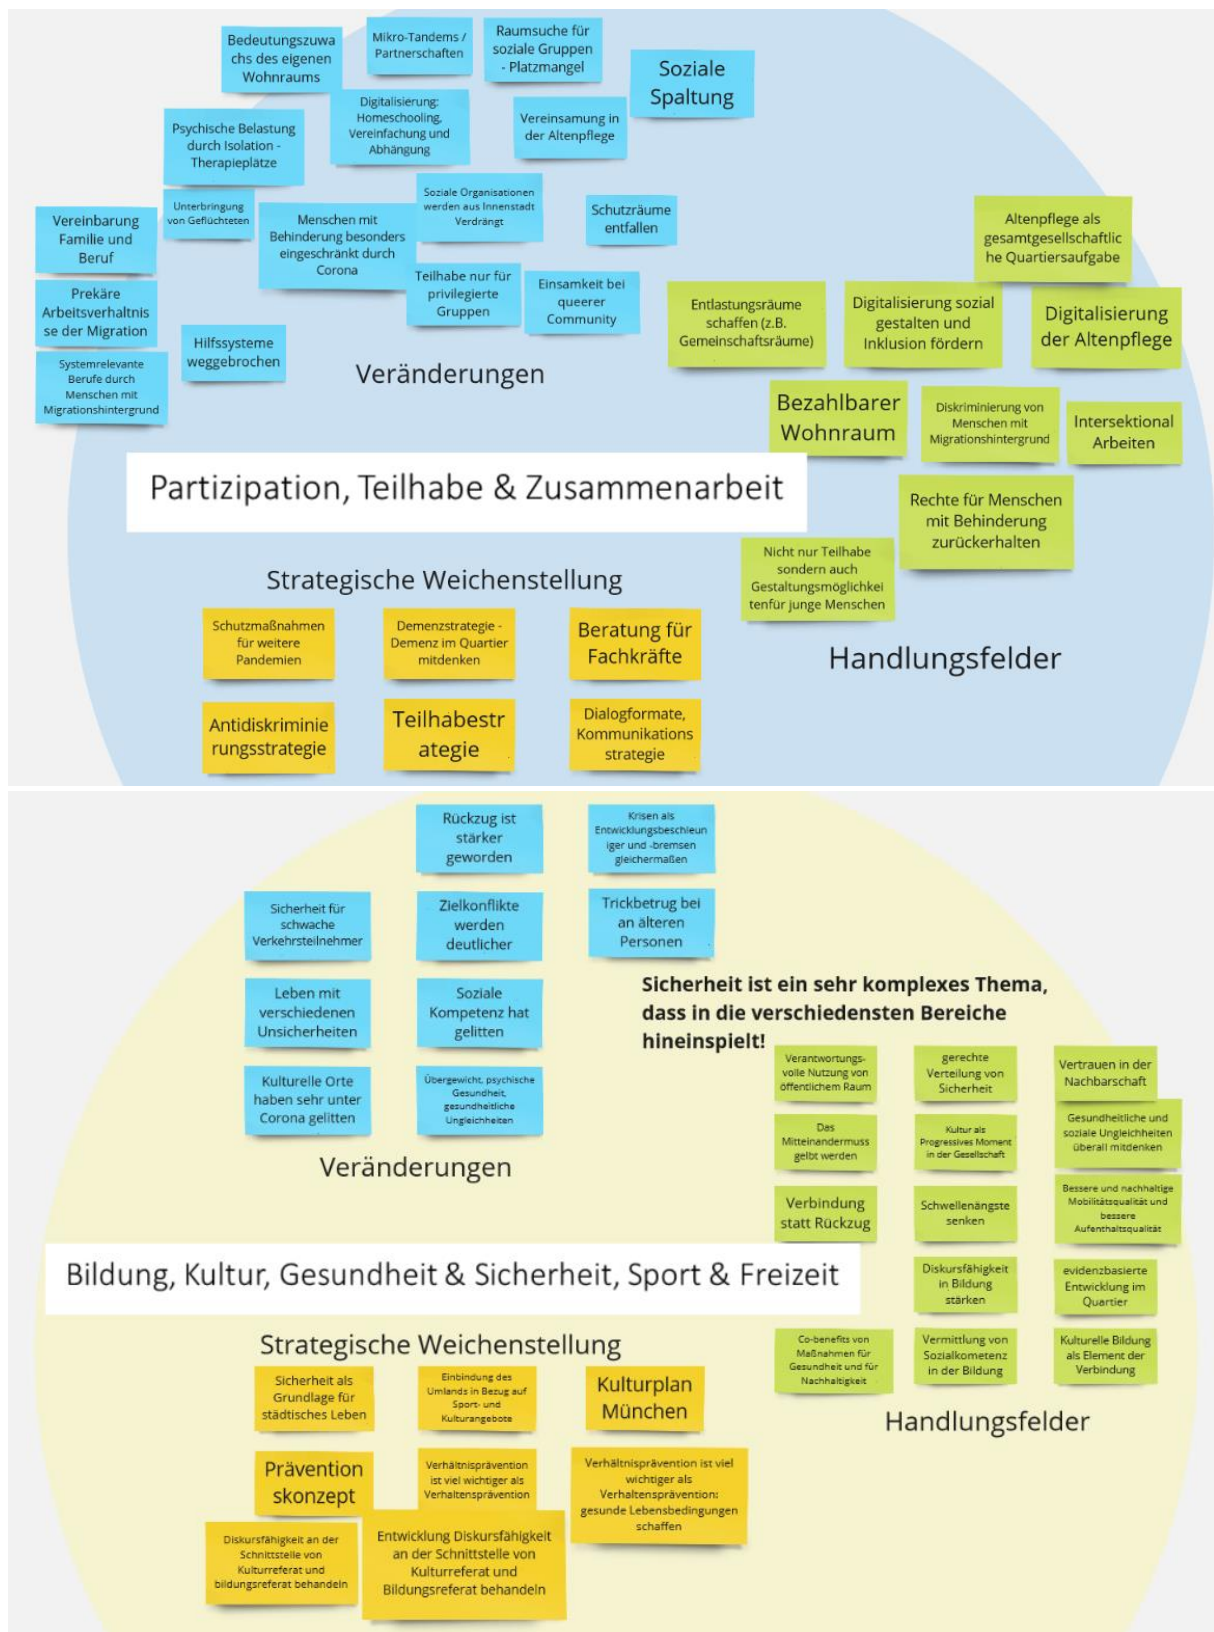 Bedeutungszuwa
chs des eigenen
Wohnraums
Mikro-Tandems /
Partnerschaften
Raumsuche für
soziale Gruppen
- Platzmangel
Soziale
Spaltung
Psychische Belastung
durch Isolation -
Therapieplätze
Digitalisierung:
Homeschooling,
Vereinfachung und
Abhängung
Vereinsamung in
der Altenpflege
Vereinbarung
Familie und
Beruf
Unterbringung
von Geflüchteten
Menschen mit
Behinderung besonders
eingeschränkt durch
Corona
Soziale Organisationen
werden aus Innenstadt
Verdrängt
Schutzräume
entfallen
Prekäre
Arbeitsverhaltnis
se der Migration
Teilhabe nur für
privilegierte
Gruppen
Einsamkeit bei
queerer
Community
Systemrelevante
Berufe durch
Menschen mit
Migrationshintergrund
Hilfssysteme
weggebrochen
Veränderungen
Altenpflege als
gesamtgesellschaftlic
he Quartiersaufgabe
Entlastungsräume
schaffen (z.B.
Gemeinschaftsräume)
Digitalisierung sozial
gestalten und
Inklusion fördern
Digitalisierung
der Altenpflege
Bezahlbarer
Wohnraum
Diskriminierung von
Menschen mit
Migrationshintergrund
Intersektional
Arbeiten
Rechte für Menschen
mit Behinderung
zurückerhalten
Nicht nur Teilhabe
sondern auch
Gestaltungsmöglichkei
tenfür junge Menschen
Handlungsfelder
Partizipation, Teilhabe & Zusammenarbeit
Strategische Weichenstellung
Schutzmaßnahmen
für weitere
Pandemien
Demenzstrategie -
Demenz im Quartier
mitdenken
Beratung für
Fachkräfte
Antidiskriminie
rungsstrategie
Teilhabestr
ategie
Dialogformate,
Kommunikations
strategie
Rückzug ist
stärker
geworden
Krisen als
Entwicklungsbeschleun
iger und -bremsen
gleichermaßen
Sicherheit für
schwache
Verkehrsteilnehmer
Zielkonflikte
werden
deutlicher
Trickbetrug bei
an älteren
Personen
Leben mit
verschiedenen
Unsicherheiten
Soziale
Kompetenz hat
gelitten
Kulturelle Orte
haben sehr unter
Corona gelitten
Übergewicht, psychische
Gesundheit,
gesundheitliche
Ungleichheiten
Veränderungen
Sicherheit ist ein sehr komplexes Thema,
dass in die verschiedensten Bereiche
hineinspielt!
Verantwortungs-
volle Nutzung von
öffentlichem Raum
gerechte
Verteilung von
Sicherheit
Vertrauen in der
Nachbarschaft
Das
Mitteinandermuss
gelbt werden
Kultur als
Progressives Moment
in der Gesellschaft
Gesundheitliche und
soziale Ungleichheiten
überall mitdenken
Verbindung
statt Rückzug
Schwellenängste
senken
Bessere und nachhaltige
Mobilitätsqualität und
bessere
Aufenthaltsqualität
Diskursfähigkeit
in Bildung
stärken
evidenzbasierte
Entwicklung im
Quartier
Co-benefits von
Maßnahmen für
Gesundheit und für
Nachhaltigkeit
Vermittlung von
Sozialkometenz
in der Bildung
Kulturelle Bildung
als Element der
Verbindung
Handlungsfelder
Bildung, Kultur, Gesundheit & Sicherheit, Sport & Freizeit
Strategische Weichenstellung
Sicherheit als
Grundlage für
städtisches Leben
Einbindung des
Umlands in Bezug auf
Sport- und
Kulturangebote
Kulturplan
München
Prävention
skonzept
Verhältnisprävention
ist viel wichtiger als
Verhaltensprävention
Verhältnisprävention ist viel
wichtiger als
Verhaltensprävention:
gesunde Lebensbedingungen
schaffen
Diskursfähigkeit an der
Schnittstelle von
Kulturreferat und
bildungsreferat behandeln
Entwicklung Diskursfähigkeit
an der Schnittstelle von
Kulturreferat und
Bildungsreferat behandeln